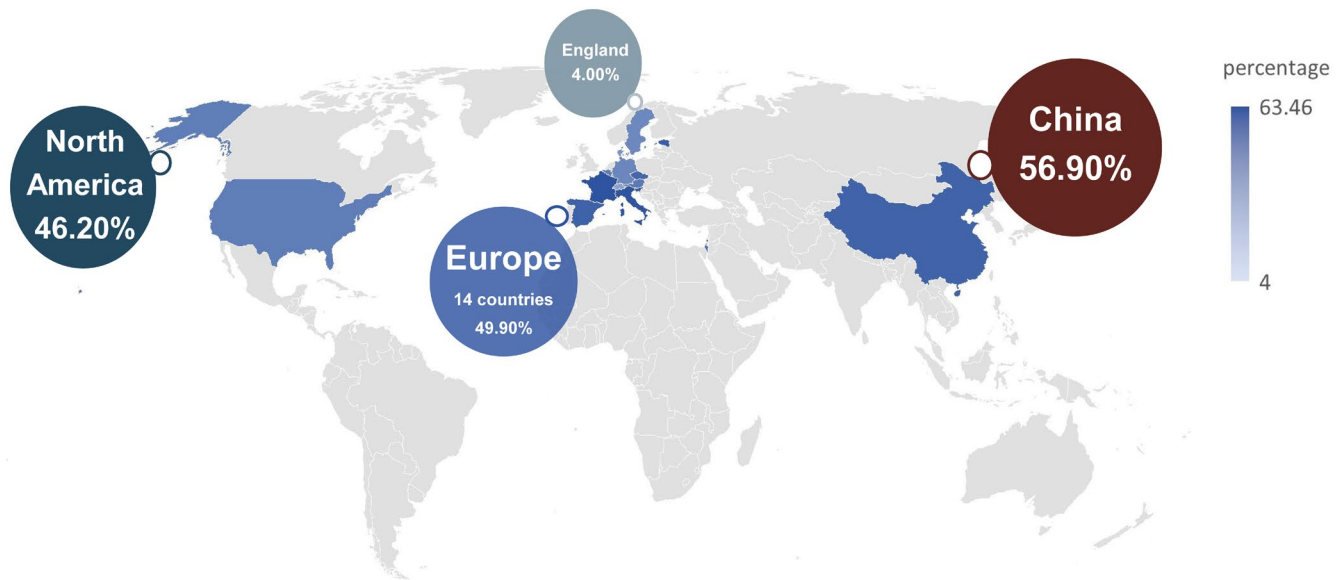 England
4.00%
North
America
46.20%
China
56.90%
Europe
14 countries
49.90%
percentage
63.46
4